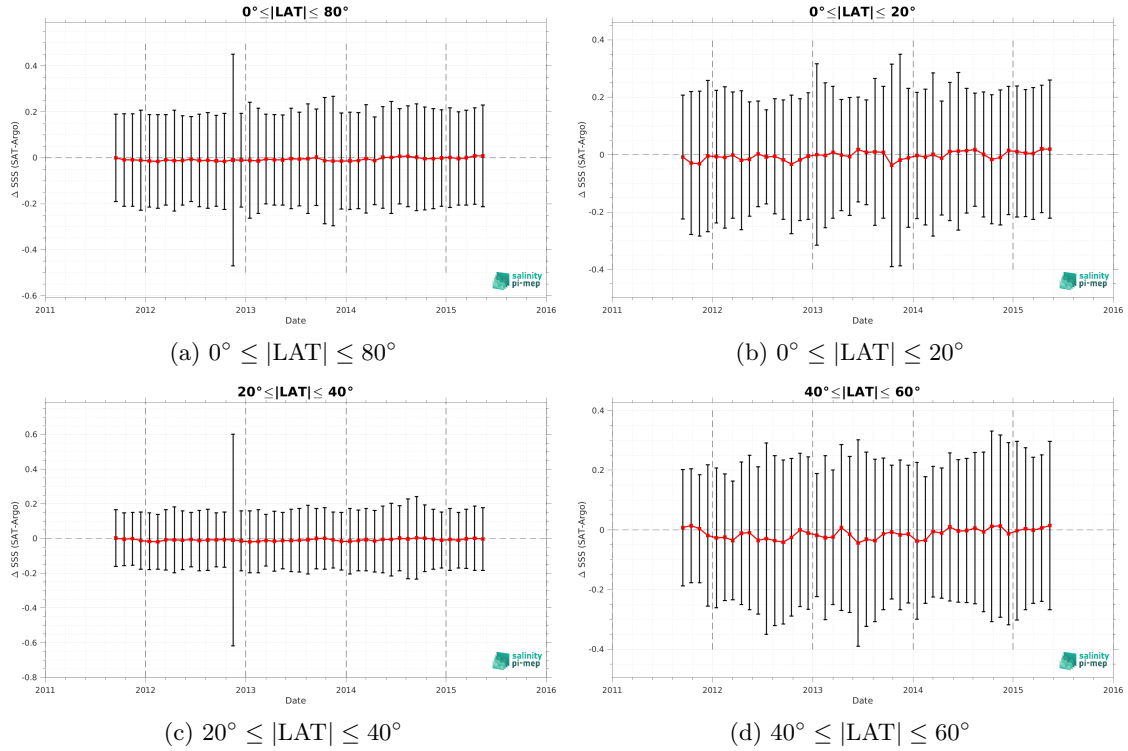 0°≤|LAT|≤ 80°
Δ SSS (SAT-Argo)
0.4
0.2
0
-0.2
-0.4
-0.6
2011 2012 2013 2014 2015 2016
Date
salinity
pi-mep
(a) 0° ≤ |LAT| ≤ 80°
0°≤|LAT|≤ 20°
Δ SSS (SAT-Argo)
0.4
0.2
0
-0.2
-0.4
2011 2012 2013 2014 2015 2016
Date
salinity
pi-mep
(b) 0° ≤ |LAT| ≤ 20°
20°≤|LAT|≤ 40°
Δ SSS (SAT-Argo)
0.6
0.4
0.2
0
-0.2
-0.4
-0.6
-0.8
2011 2012 2013 2014 2015 2016
Date
salinity
pi-mep
(c) 20° ≤ |LAT| ≤ 40°
40°≤|LAT|≤ 60°
Δ SSS (SAT-Argo)
0.4
0.2
0
-0.2
-0.4
2011 2012 2013 2014 2015 2016
Date
salinity
pi-mep
(d) 40° ≤ |LAT| ≤ 60°